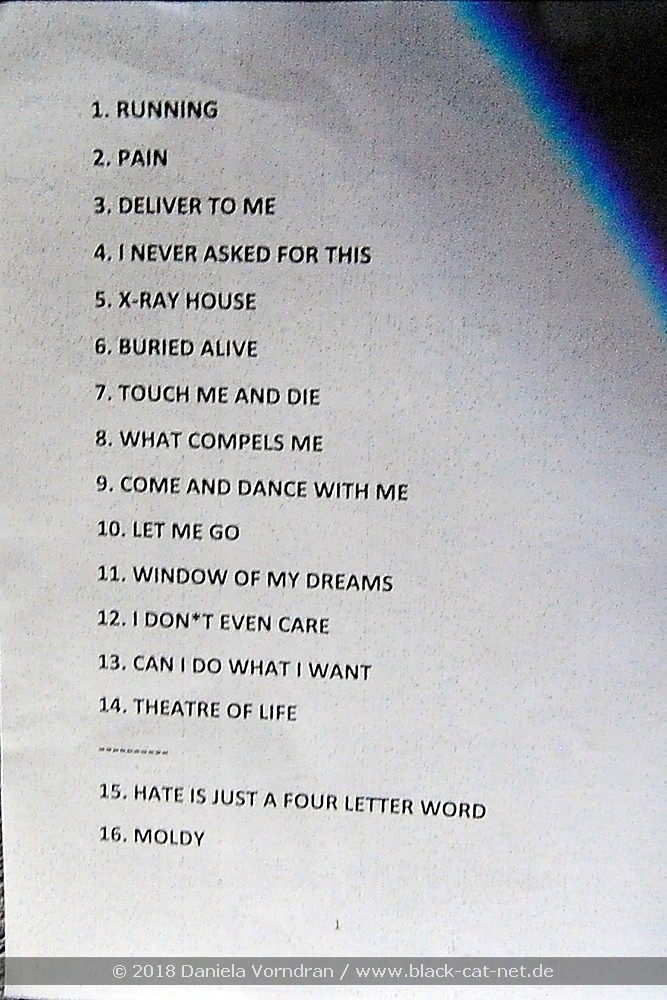 1. RUNNING
2. PAIN
3. DELIVER TO ME
4. I NEVER ASKED FOR THIS
5. X-RAY HOUSE
6. BURIED ALIVE
7. TOUCH ME AND DIE
8. WHAT COMPELS ME
9. COME AND DANCE WITH ME
10. LET ME GO
11. WINDOW OF MY DREAMS
12. I DON*T EVEN CARE
13. CAN I DO WHAT I WANT
14. THEATRE OF LIFE
----------
15. HATE IS JUST A FOUR LETTER WORD
16. MOLDY
1
© 2018 Daniela Vorndran / www.black-cat-net.de